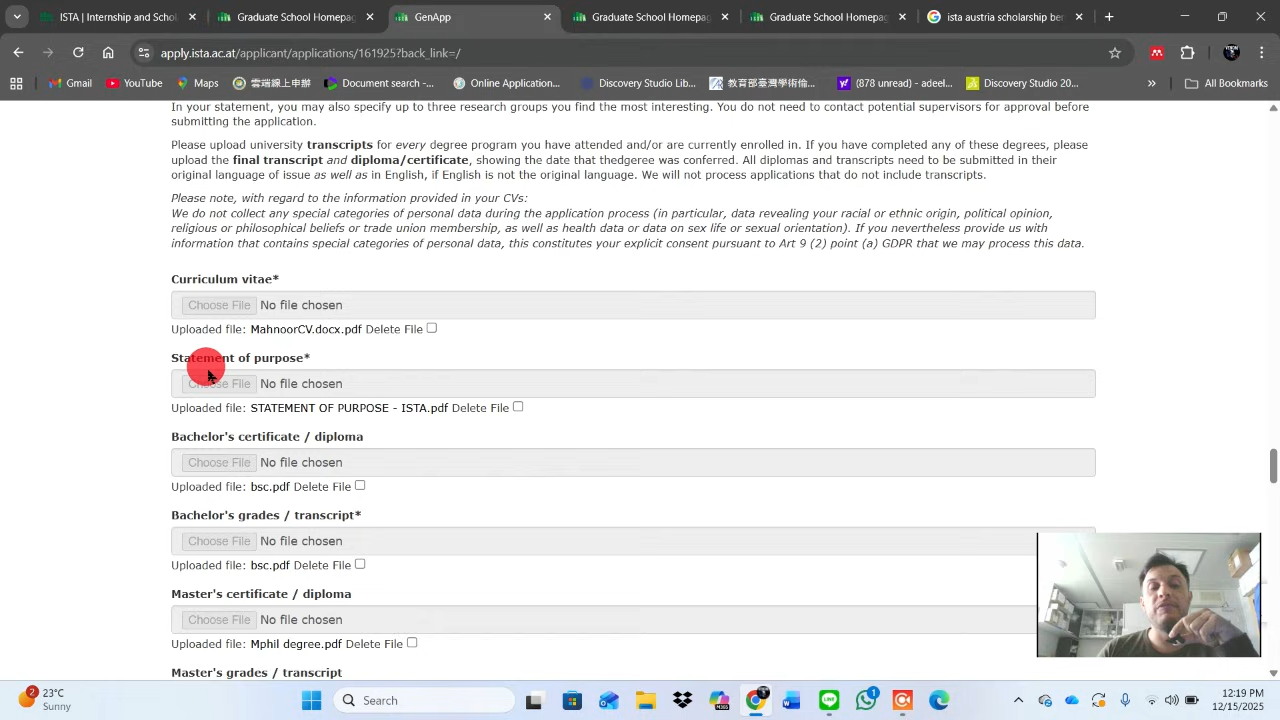 ISTA | Internship and Schol
Graduate School Homepag
GenApp
Graduate School Homepag
Graduate School Homepag
ista austria scholarship ber
apply.ista.ac.at/applicant/applications/161925?back_link=/
Gmail
YouTube
Maps
雲端線上申辦
Document search -...
Online Application...
Discovery Studio Lib...
教育部臺灣學術倫...
(878 unread) - adeel...
Discovery Studio 20...
All Bookmarks
In your statement, you may also specify up to three research groups you find the most interesting. You do not need to contact potential supervisors for approval before
submitting the application.
Please upload university transcripts for every degree program you have attended and/or are currently enrolled in. If you have completed any of these degrees, please
upload the final transcript and diploma/certificate, showing the date that thedgeree was conferred. All diplomas and transcripts need to be submitted in their
original language of issue as well as in English, if English is not the original language. We will not process applications that do not include transcripts.
Please note, with regard to the information provided in your CVs:
We do not collect any special categories of personal data during the application process (in particular, data revealing your racial or ethnic origin, political opinion,
religious or philosophical beliefs or trade union membership, as well as health data or data on sex life or sexual orientation). If you nevertheless provide us with
information that contains special categories of personal data, this constitutes your explicit consent pursuant to Art 9 (2) point (a) GDPR that we may process this data.
Curriculum vitae*
Choose File No file chosen
Uploaded file: MahnoorCV.docx.pdf Delete File
Statement of purpose*
Choose File No file chosen
Uploaded file: STATEMENT OF PURPOSE - ISTA.pdf Delete File
Bachelor's certificate / diploma
Choose File No file chosen
Uploaded file: bsc.pdf Delete File
Bachelor's grades / transcript*
Choose File No file chosen
Uploaded file: bsc.pdf Delete File
Master's certificate / diploma
Choose File No file chosen
Uploaded file: Mphil degree.pdf Delete File
Master's grades / transcript
2
23°C
Sunny
Search
1
12:19 PM
12/15/2025